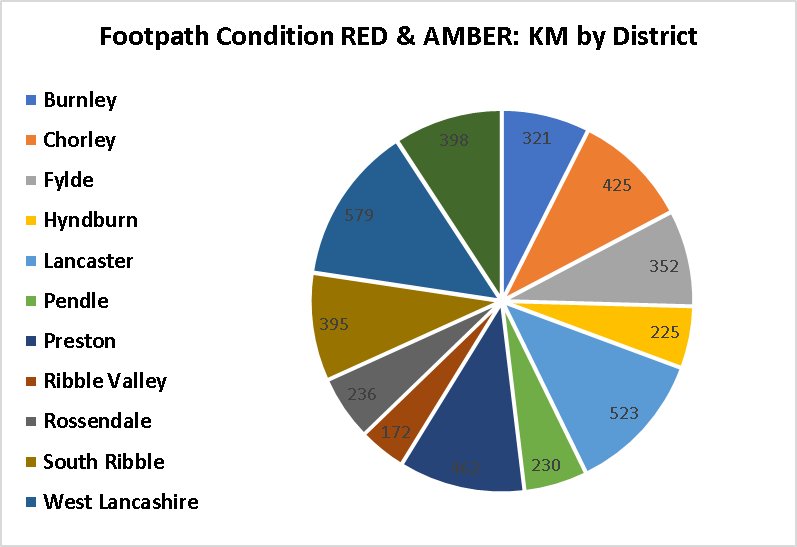 Footpath Condition RED & AMBER: KM by District
Burnley
Chorley
Fylde
Hyndburn
Lancaster
Pendle
Preston
Ribble Valley
Rossendale
South Ribble
West Lancashire
398
321
425
352
225
523
230
172
236
395
579